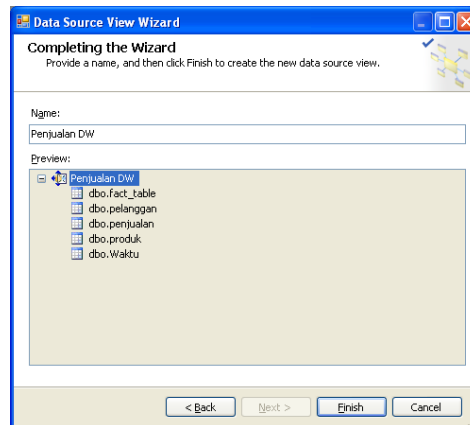 Data Source View Wizard
Completing the Wizard
Provide a name, and then click Finish to create the new data source view.
Name:
Penjualan DW
Preview:
Penjualan DW
dbo.fact_table
dbo.pelanggan
dbo.penjualan
dbo.produk
dbo.Waktu
< Back Next > Finish Cancel